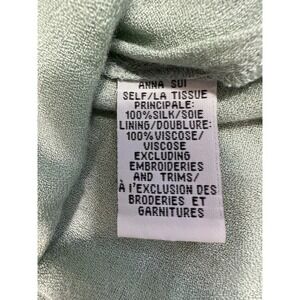 ANNA SUI
SELF/LA TISSUE
PRINCIPALE:
100%SILK/SOIE
LINING/DOUBLURE:
100%VISCOSE/
VISCOSE
EXCLUDING
EMBROIDERIES
AND TRIMS/
À l'EXCLUSION DES
BRODERIES ET
GARNITURES